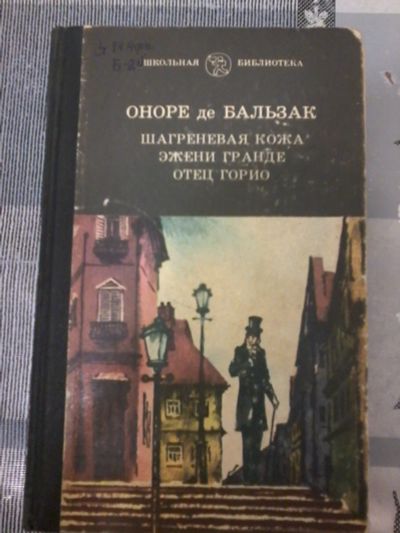 ШКОЛЬНАЯ БИБЛИОТЕКА
ОНОРЕ де БАЛЬЗАК
ШАГРЕНЕВАЯ КОЖА
ЭЖЕНИ ГРАНДЕ
ОТЕЦ ГОРИО